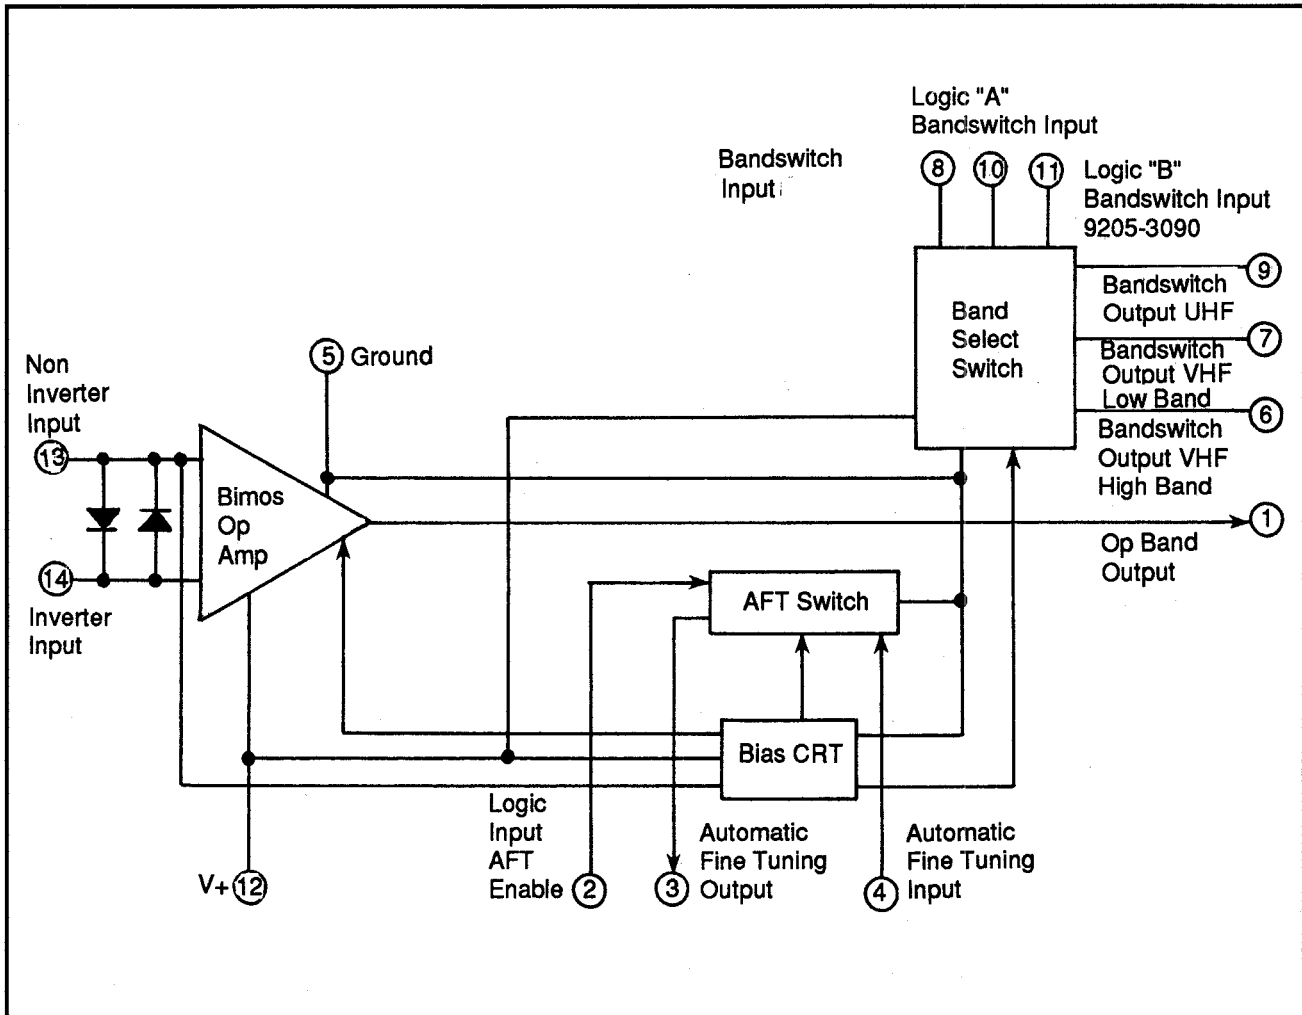 Logic "A"
Bandswitch Input
Bandswitch
Input
8
10
11
Logic "B"
Bandswitch Input
9205-3090
9
Bandswitch
Output UHF
7
Bandswitch
Output VHF
Low Band
6
Bandswitch
Output VHF
High Band
Band
Select
Switch
5 Ground
Non
Inverter
Input
13
Bimos
Op
Amp
14
Inverter
Input
1
Op Band
Output
AFT Switch
Bias CRT
V+ 12
Logic
Input
AFT
Enable 2
Automatic
Fine Tuning
3 Output
Automatic
Fine Tuning
4 Input